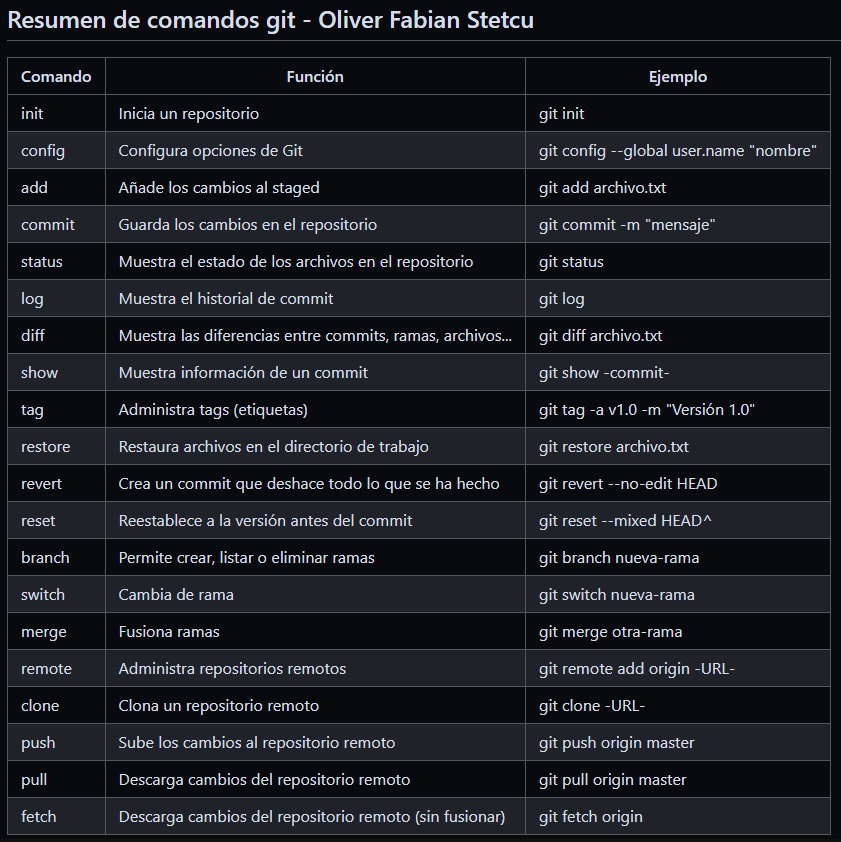 Resumen de comandos git - Oliver Fabian Stetcu
Comando Función Ejemplo
init Inicia un repositorio git init
config Configura opciones de Git git config --global user.name "nombre"
add Añade los cambios al staged git add archivo.txt
commit Guarda los cambios en el repositorio git commit -m "mensaje"
status Muestra el estado de los archivos en el repositorio git status
log Muestra el historial de commit git log
diff Muestra las diferencias entre commits, ramas, archivos... git diff archivo.txt
show Muestra información de un commit git show -commit-
tag Administra tags (etiquetas) git tag -a v1.0 -m "Versión 1.0"
restore Restaura archivos en el directorio de trabajo git restore archivo.txt
revert Crea un commit que deshace todo lo que se ha hecho git revert --no-edit HEAD
reset Reestablece a la versión antes del commit git reset --mixed HEAD^
branch Permite crear, listar o eliminar ramas git branch nueva-rama
switch Cambia de rama git switch nueva-rama
merge Fusiona ramas git merge otra-rama
remote Administra repositorios remotos git remote add origin -URL-
clone Clona un repositorio remoto git clone -URL-
push Sube los cambios al repositorio remoto git push origin master
pull Descarga cambios del repositorio remoto git pull origin master
fetch Descarga cambios del repositorio remoto (sin fusionar) git fetch origin